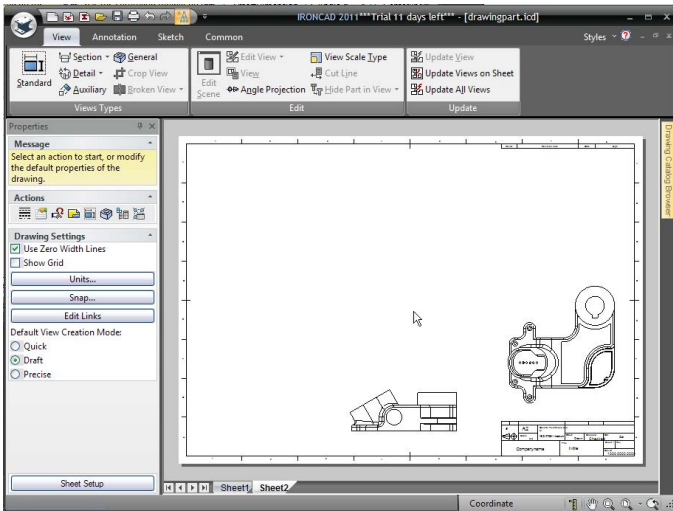 IRONCAD 2011***Trial 11 days left*** - [drawingpart.icd]
View Annotation Sketch Common Styles
Standard
Section General
Detail Crop View
Auxiliary Broken View
Views Types
Edit Scene
Edit View
View
Angle Projection
View Scale Type
Cut Line
Hide Part in View
Edit
Update View
Update Views on Sheet
Update All Views
Update
Properties
Message
Select an action to start, or modify
the default properties of the
drawing.
Actions
Drawing Settings
Use Zero Width Lines
Show Grid
Units...
Snap...
Edit Links
Default View Creation Mode:
Quick
Draft
Precise
Sheet Setup
Drawing Catalog Browser
A2
Companyname
Sheet1 Sheet2
Coordinate